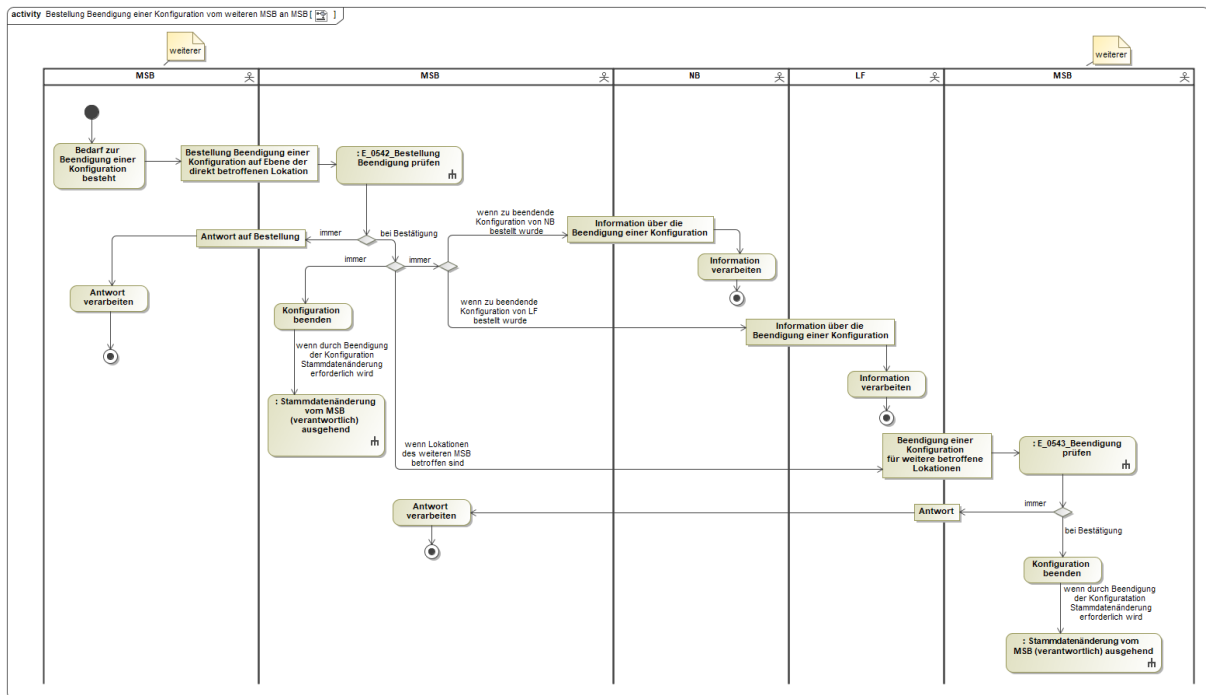 activity Bestellung Beendigung einer Konfiguration vom weiteren MSB an MSB [ ]
weiterer
weiterer
MSB
MSB
NB
LF
MSB
Bedarf zur
Beendigung einer
Konfiguration
besteht
Bestellung Beendigung einer
Konfiguration auf Ebene der
direkt betroffenen Lokation
: E_0542_Bestellung
Beendigung prüfen
wenn zu beendende
Konfiguration von NB
bestellt wurde
Information über die
Beendigung einer Konfiguration
Antwort auf Bestellung
immer
bei Bestätigung
immer
immer
Information
verarbeiten
Antwort
verarbeiten
Konfiguration
beenden
wenn zu beendende
Konfiguration von LF
bestellt wurde
Information über die
Beendigung einer Konfiguration
wenn durch Beendigung
der Konfiguration
Stammdatenänderung
erforderlich wird
Information
verarbeiten
: Stammdatenänderung
vom MSB
(verantwortlich)
ausgehend
wenn Lokationen
des weiteren MSB
betroffen sind
Beendigung einer
Konfiguration
für weitere betroffene
Lokationen
: E_0543_Beendigung
prüfen
Antwort
verarbeiten
Antwort
immer
bei Bestätigung
Konfiguration
beenden
wenn durch Beendigung
der Konfiguratation
Stammdatenänderung
erforderlich wird
: Stammdatenänderung vom
MSB (verantwortlich) ausgehend